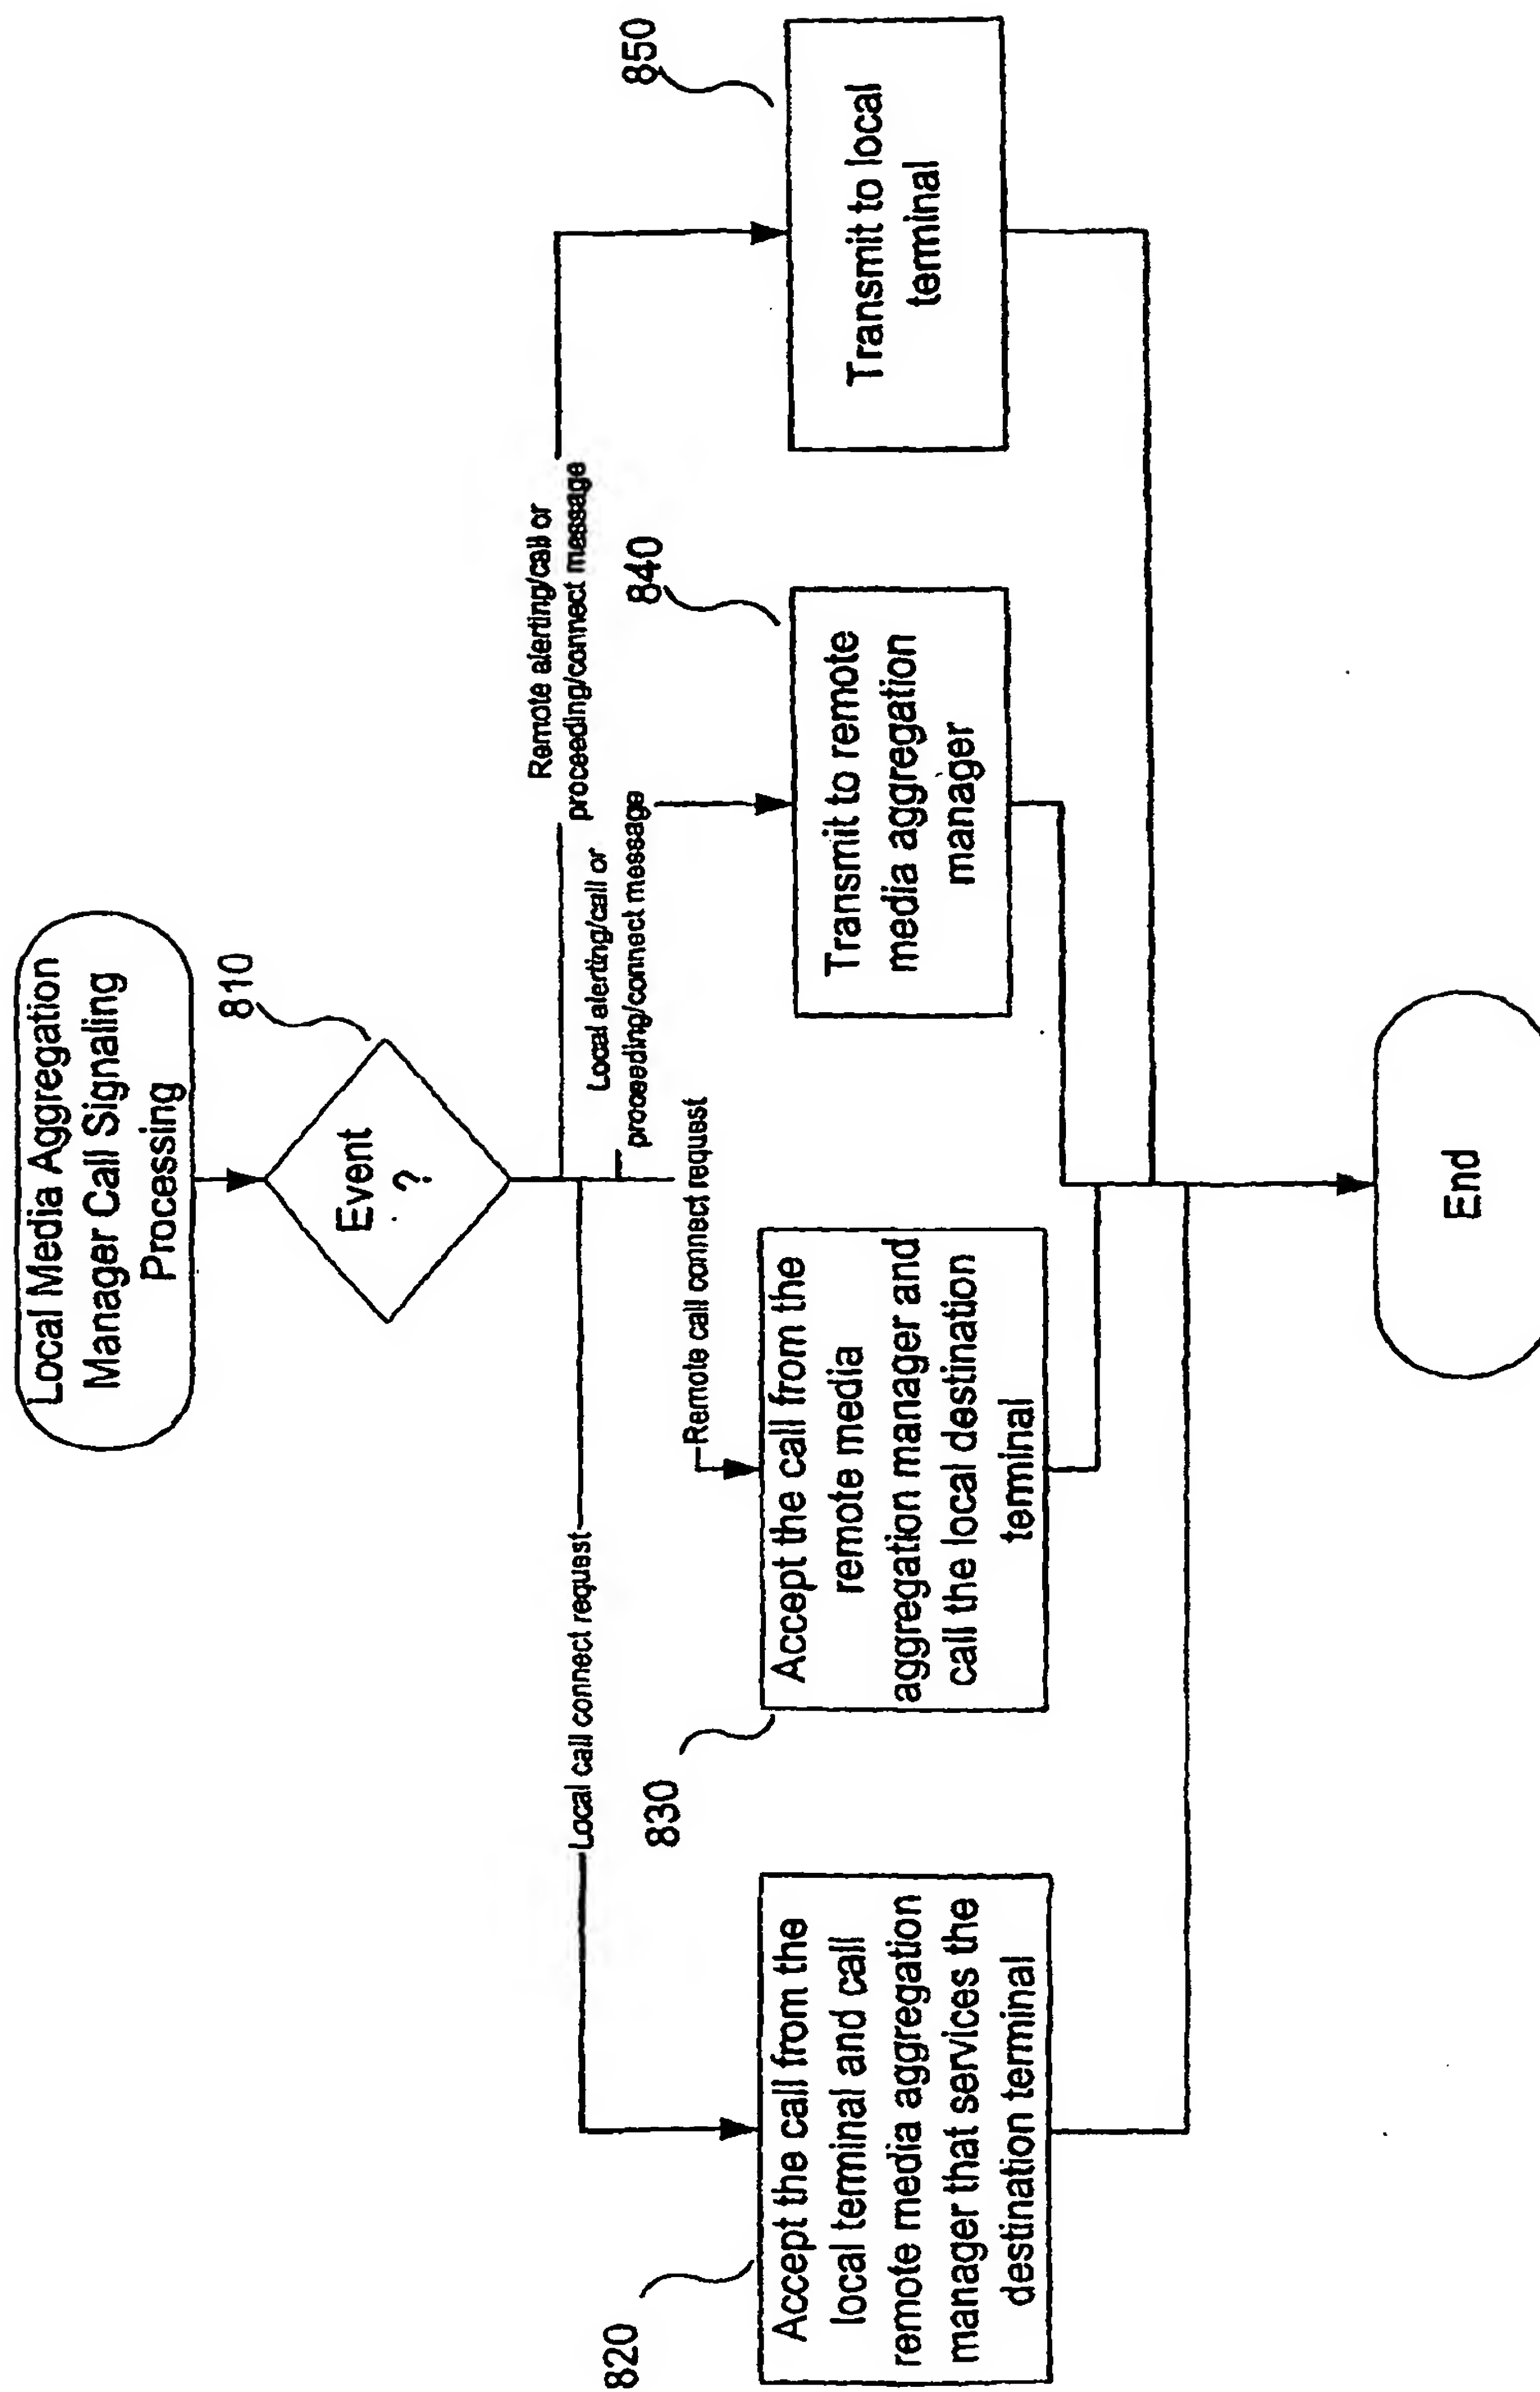 Local Media Aggregation
Manager Call Signaling
Processing
810
Event
?
Remote alerting/call or
proceeding/connect message
Local alerting/call or
proceeding/connect message
Remote call connect request
Local call connect request
820
Accept the call from the
local terminal and call
remote media aggregation
manager that services the
destination terminal
830
Accept the call from the
remote media
aggregation manager and
call the local destination
terminal
840
Transmit to remote
media aggregation
manager
850
Transmit to local
terminal
End